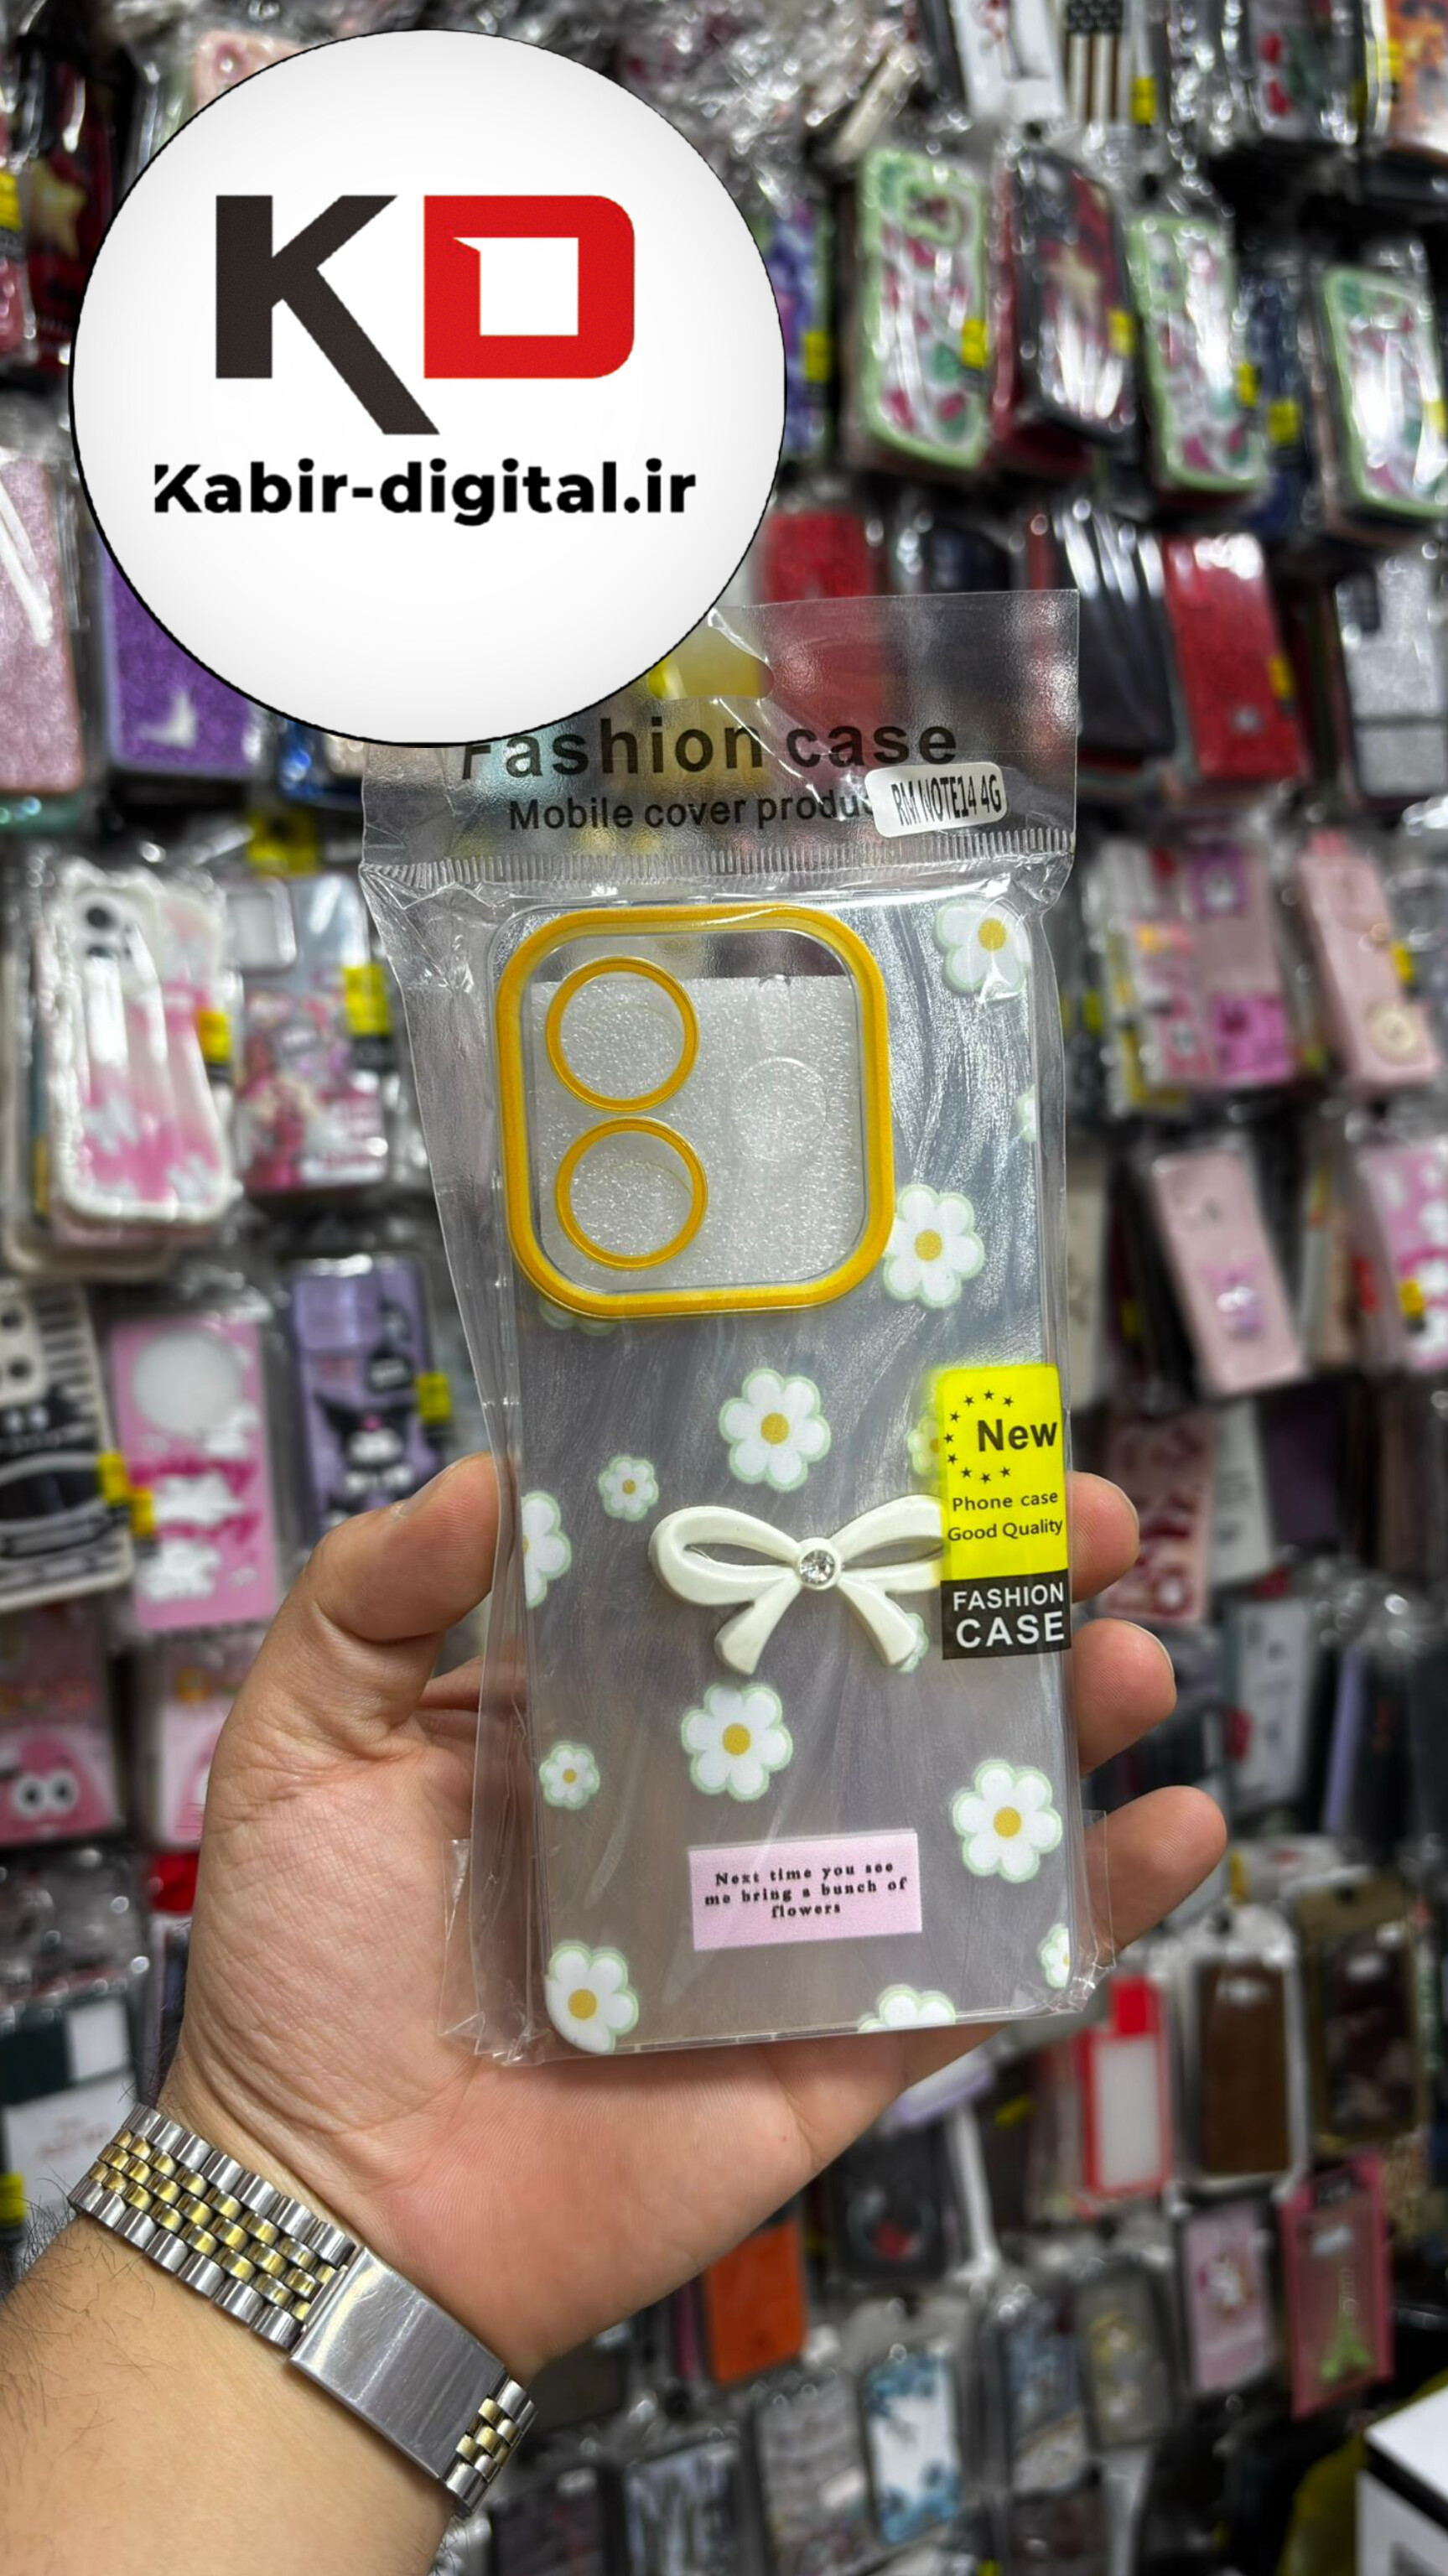 KD
Kabir-digital.ir
Fashion case
Mobile cover produc
RM NOTE14 4G
New
Phone case
Good Quality
FASHION
CASE
Next time you see
me bring a bunch of
flowers